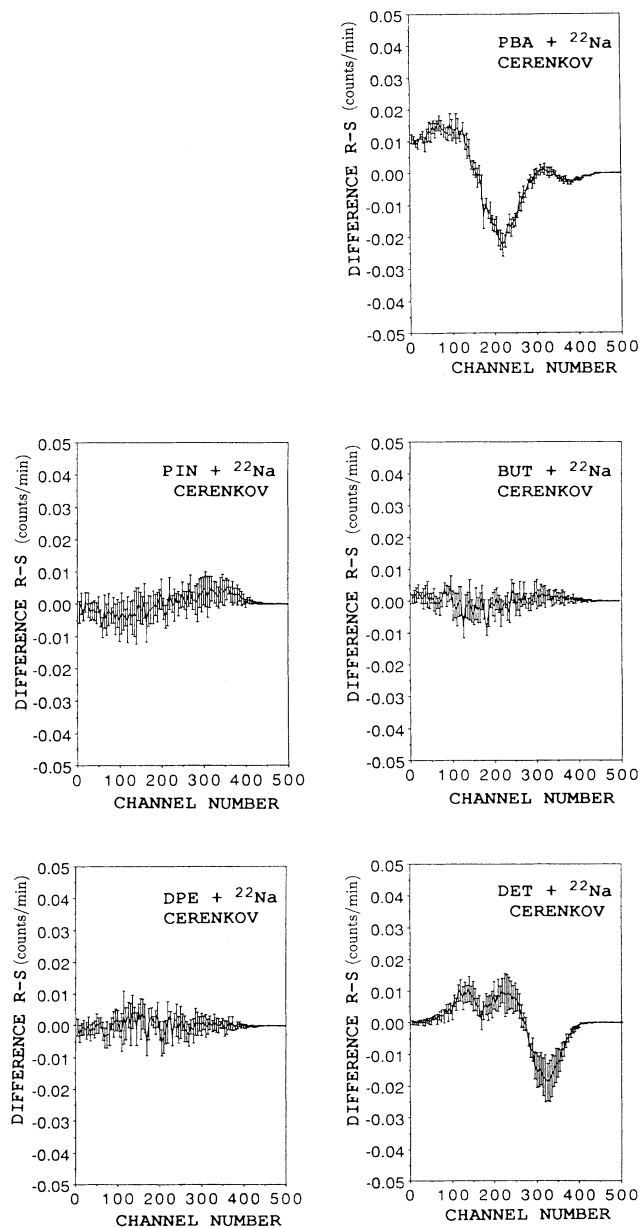 PBA + ²²Na
CERENKOV
DIFFERENCE R-S (counts/min)
0.05
0.04
0.03
0.02
0.01
0.00
-0.01
-0.02
-0.03
-0.04
-0.05
0 100 200 300 400 500
CHANNEL NUMBER
PIN + ²²Na
CERENKOV
DIFFERENCE R-S (counts/min)
0.05
0.04
0.03
0.02
0.01
0.00
-0.01
-0.02
-0.03
-0.04
-0.05
0 100 200 300 400 500
CHANNEL NUMBER
BUT + ²²Na
CERENKOV
DIFFERENCE R-S (counts/min)
0.05
0.04
0.03
0.02
0.01
0.00
-0.01
-0.02
-0.03
-0.04
-0.05
0 100 200 300 400 500
CHANNEL NUMBER
DPE + ²²Na
CERENKOV
DIFFERENCE R-S (counts/min)
0.05
0.04
0.03
0.02
0.01
0.00
-0.01
-0.02
-0.03
-0.04
-0.05
0 100 200 300 400 500
CHANNEL NUMBER
DET + ²²Na
CERENKOV
DIFFERENCE R-S (counts/min)
0.05
0.04
0.03
0.02
0.01
0.00
-0.01
-0.02
-0.03
-0.04
-0.05
0 100 200 300 400 500
CHANNEL NUMBER